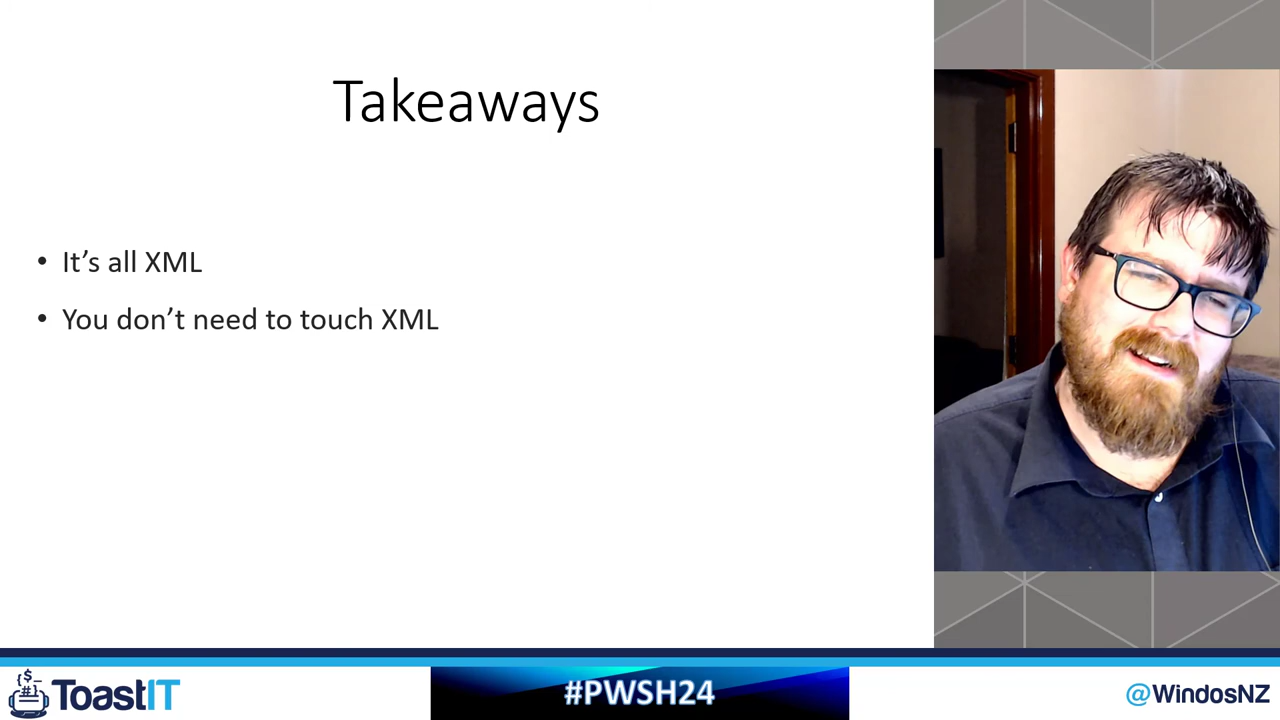 Takeaways
• It’s all XML
• You don’t need to touch XML
{$}
ToastIT
#PWSH24
@WindosNZ